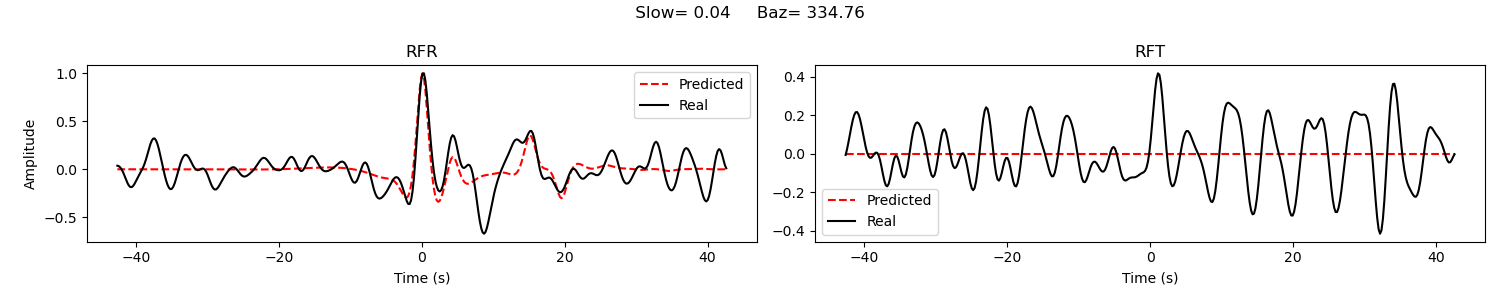 Slow= 0.04 Baz= 334.76
RFR
Amplitude
1.0
0.5
0.0
−0.5
Predicted
Real
−40 −20 0 20 40
Time (s)
RFT
0.4
0.2
0.0
−0.2
−0.4
Predicted
Real
−40 −20 0 20 40
Time (s)